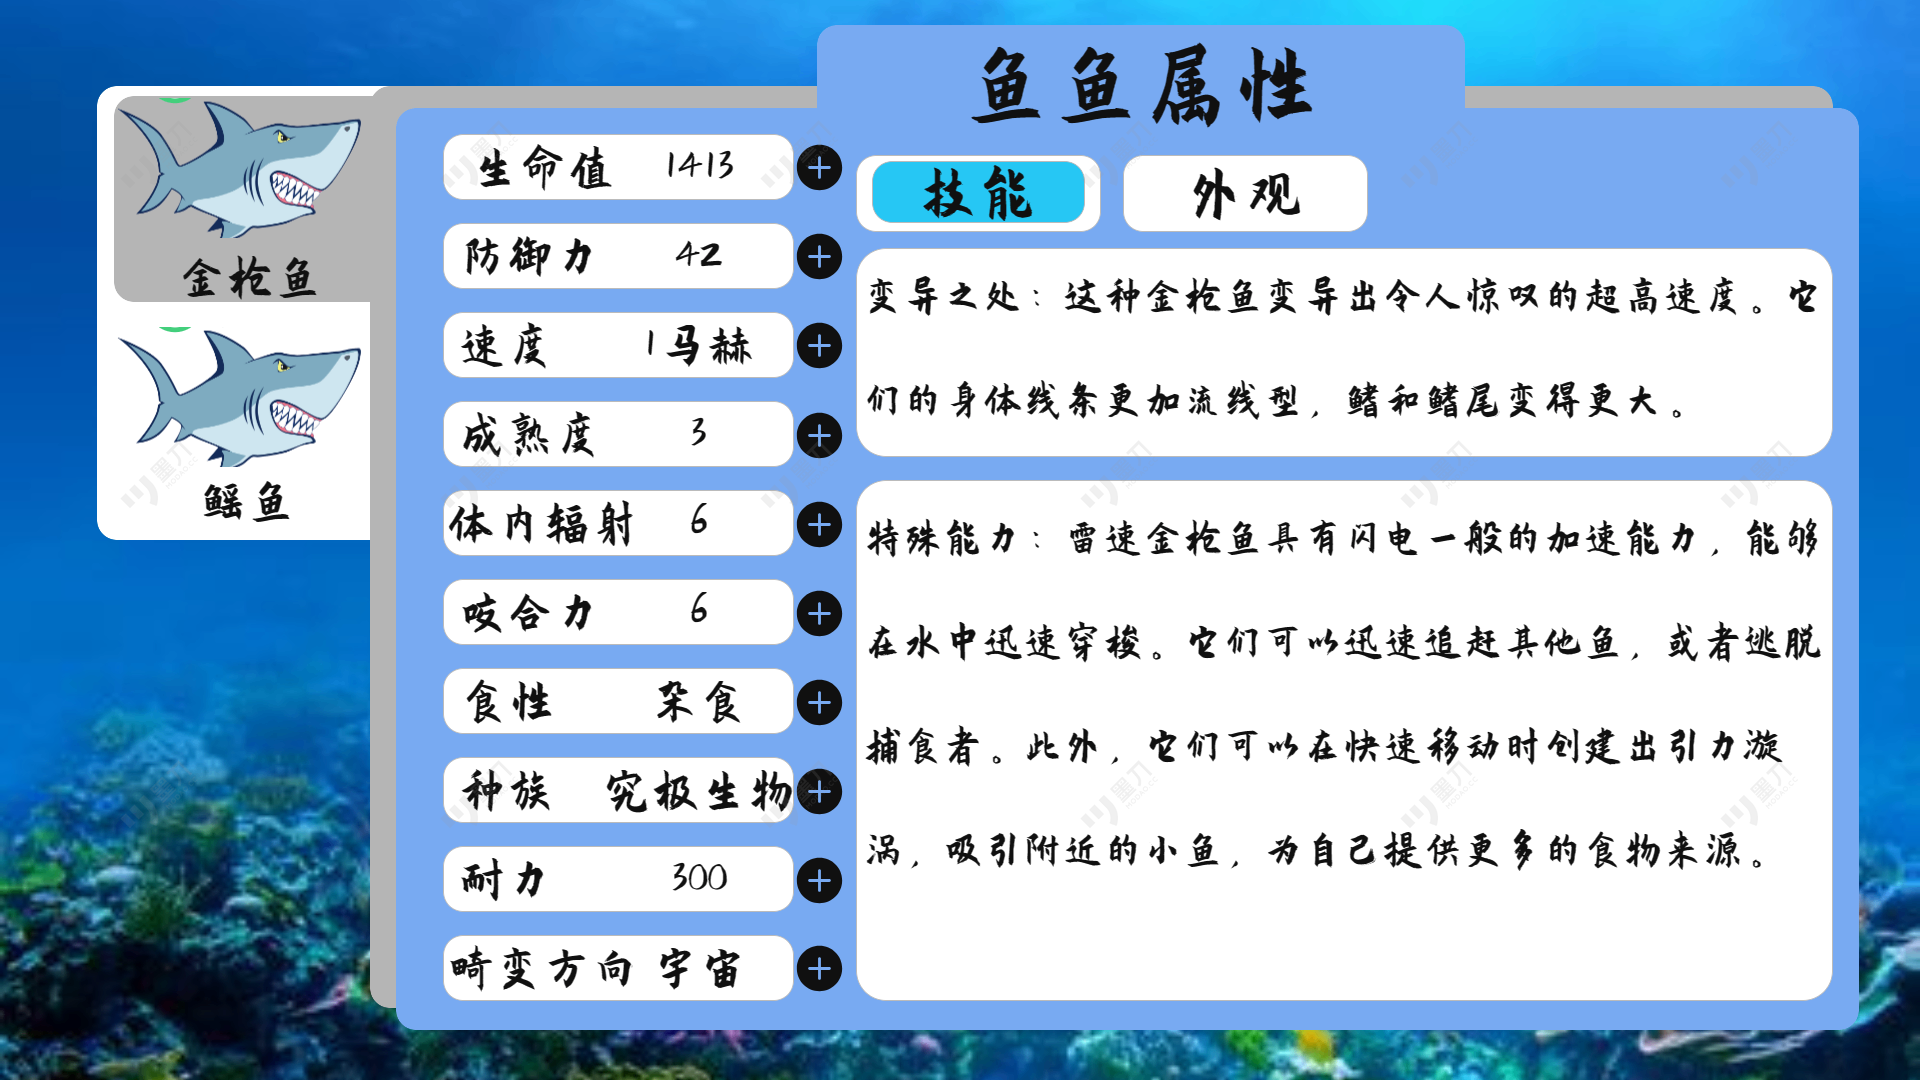 鱼鱼属性
金枪鱼
鳐鱼
生命值 1413
防御力 42
速度 1马赫
成熟度 3
体内辐射 6
咬合力 6
食性 杂食
种族 究极生物
耐力 300
畸变方向 宇宙
技能
外观
变异之处：这种金枪鱼变异出令人惊叹的超高速度。它
们的身体线条更加流线型，鳍和鳍尾变得更大。
特殊能力：雷速金枪鱼具有闪电一般的加速能力，能够
在水中迅速穿梭。它们可以迅速追赶其他鱼，或者逃脱
捕食者。此外，它们可以在快速移动时创建出引力漩
涡，吸引附近的小鱼，为自己提供更多的食物来源。
墨刀